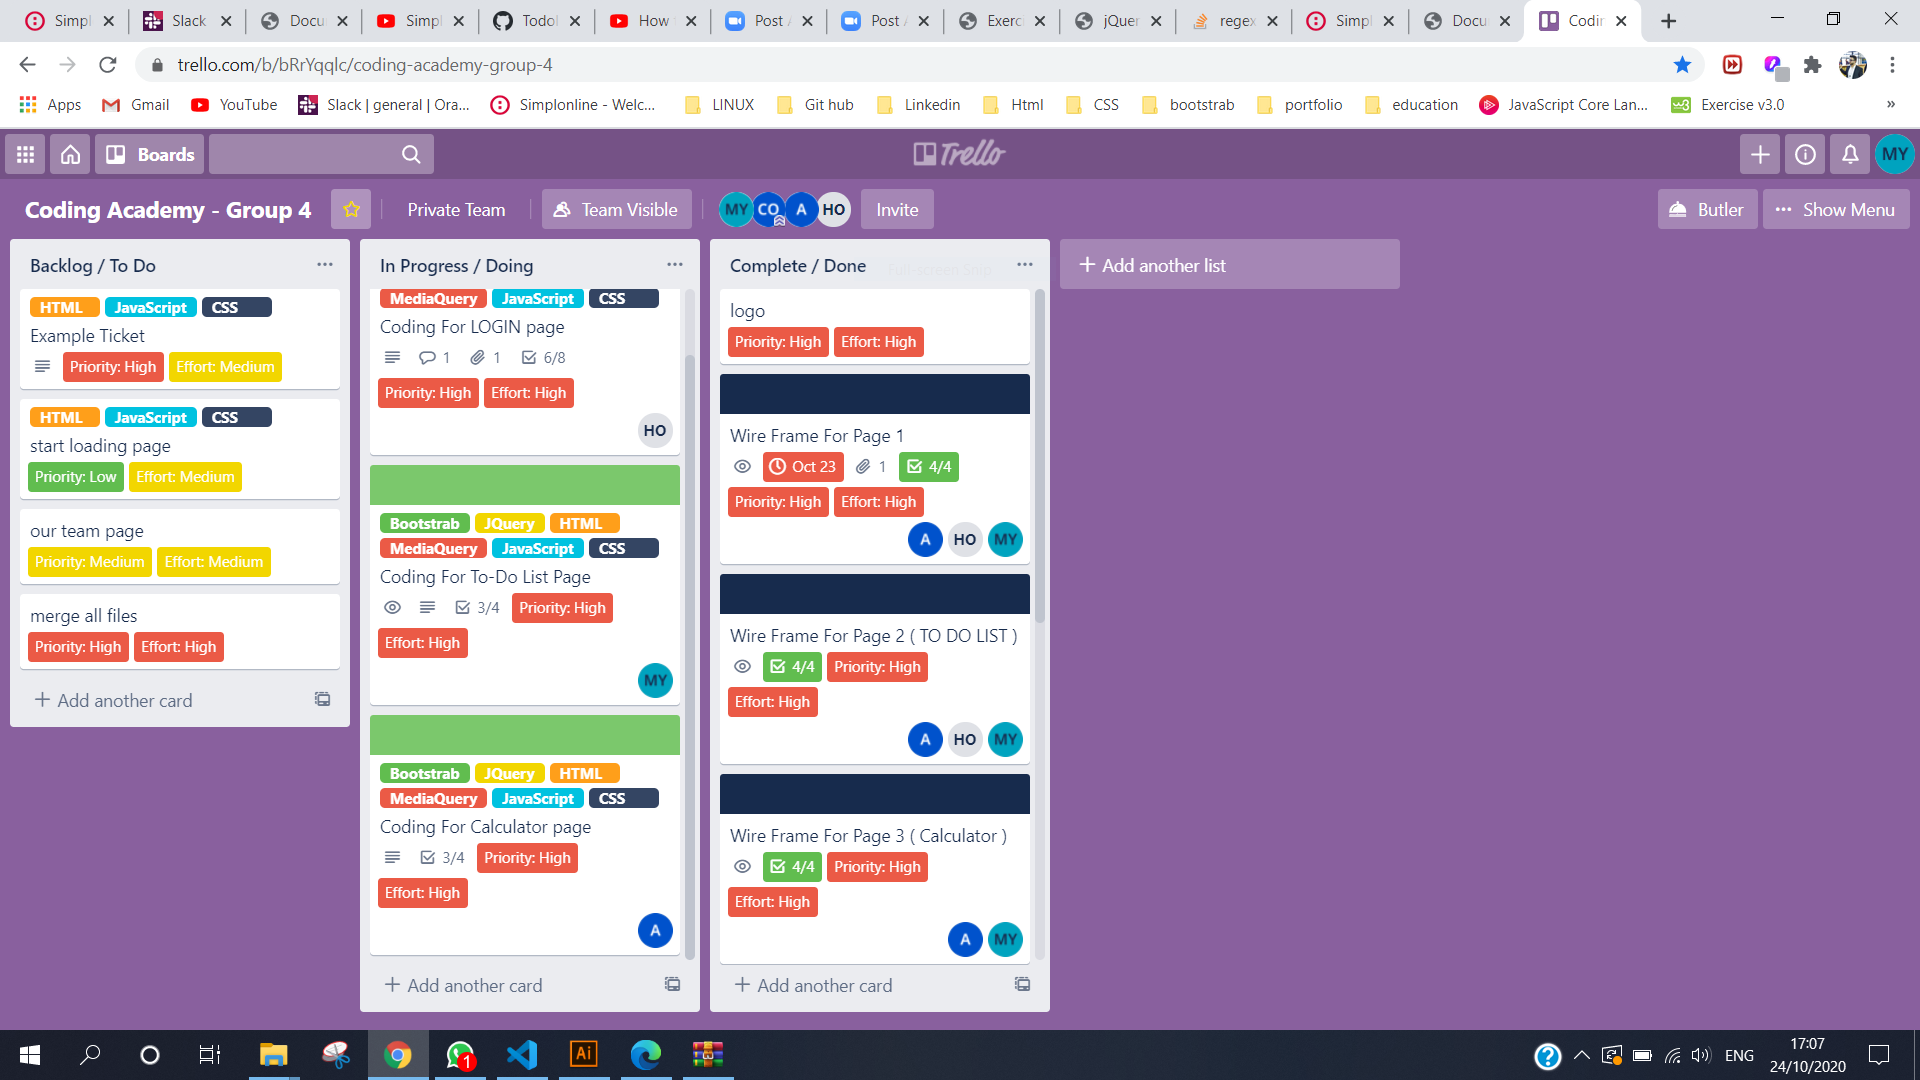 Simpl
Slack
Docu
Simpl
Todol
How
Post A
Post A
Exerci
jQuer
regex
Simpl
Docu
Codin
trello.com/b/bRrYqqlc/coding-academy-group-4
Apps
Gmail
YouTube
Slack | general | Ora...
Simplonline - Welc...
LINUX
Git hub
Linkedin
Html
CSS
bootstrab
portfolio
education
JavaScript Core Lan...
Exercise v3.0
»
Boards
Trello
MY
Coding Academy - Group 4
Private Team
Team Visible
MY
CO
A
HO
Invite
Butler
Show Menu
Backlog / To Do
HTML JavaScript CSS
Example Ticket
Priority: High Effort: Medium
HTML JavaScript CSS
start loading page
Priority: Low Effort: Medium
our team page
Priority: Medium Effort: Medium
merge all files
Priority: High Effort: High
+ Add another card
In Progress / Doing
MediaQuery JavaScript CSS
Coding For LOGIN page
1 1 6/8
Priority: High Effort: High
HO
Bootstrab JQuery HTML
MediaQuery JavaScript CSS
Coding For To-Do List Page
3/4 Priority: High
Effort: High
MY
Bootstrab JQuery HTML
MediaQuery JavaScript CSS
Coding For Calculator page
3/4 Priority: High
Effort: High
A
+ Add another card
Complete / Done
logo
Priority: High Effort: High
Wire Frame For Page 1
Oct 23 1 4/4
Priority: High Effort: High
A HO MY
Wire Frame For Page 2 ( TO DO LIST )
4/4 Priority: High
Effort: High
A HO MY
Wire Frame For Page 3 ( Calculator )
4/4 Priority: High
Effort: High
A MY
+ Add another card
+ Add another list
1
Ai
ENG
17:07
24/10/2020